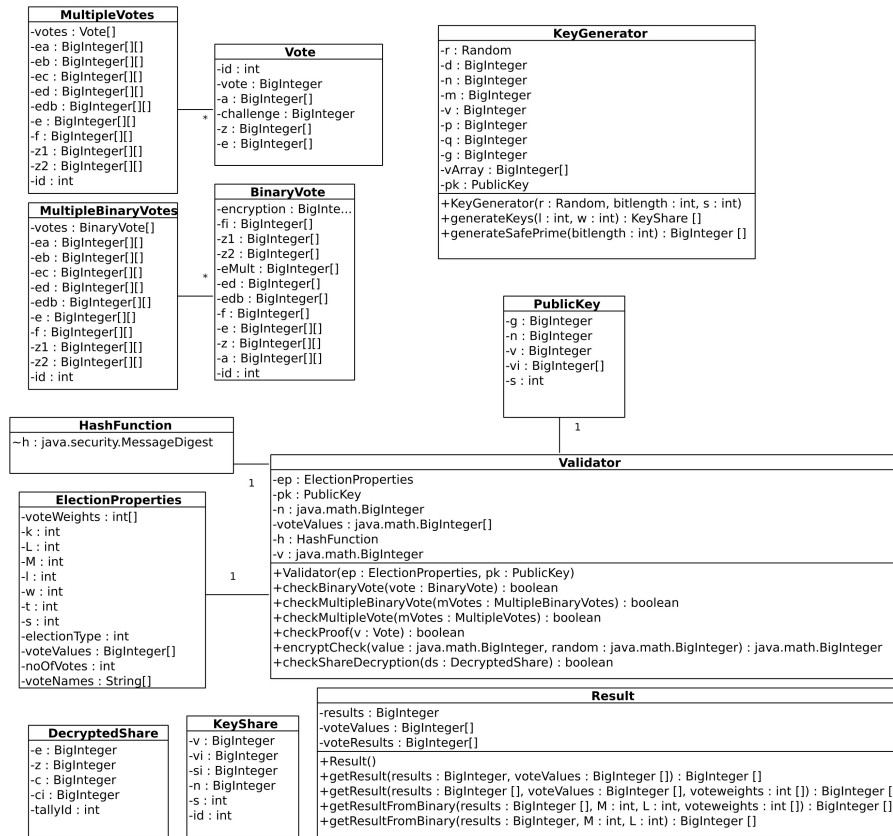 MultipleVotes
-votes : Vote[]
-ea : BigInteger[][]
-eb : BigInteger[][]
-ec : BigInteger[][]
-ed : BigInteger[][]
-edb : BigInteger[][]
-e : BigInteger[][]
-f : BigInteger[][]
-z1 : BigInteger[][]
-z2 : BigInteger[][]
-id : int
*
Vote
-id : int
-vote : BigInteger
-a : BigInteger[]
-challenge : BigInteger
-z : BigInteger[]
-e : BigInteger[]
KeyGenerator
-r : Random
-d : BigInteger
-n : BigInteger
-m : BigInteger
-v : BigInteger
-p : BigInteger
-q : BigInteger
-g : BigInteger
-vArray : BigInteger[]
-pk : PublicKey
+KeyGenerator(r : Random, bitlength : int, s : int)
+generateKeys(l : int, w : int) : KeyShare []
+generateSafePrime(bitlength : int) : BigInteger []
MultipleBinaryVotes
-votes : BinaryVote[]
-ea : BigInteger[][]
-eb : BigInteger[][]
-ec : BigInteger[][]
-ed : BigInteger[][]
-edb : BigInteger[][]
-e : BigInteger[][]
-f : BigInteger[][]
-z1 : BigInteger[][]
-z2 : BigInteger[][]
-id : int
*
BinaryVote
-encryption : BigInte...
-fi : BigInteger[]
-z1 : BigInteger[]
-z2 : BigInteger[]
-eMult : BigInteger[]
-ed : BigInteger[]
-edb : BigInteger[]
-f : BigInteger[]
-e : BigInteger[][]
-z : BigInteger[][]
-a : BigInteger[][]
-id : int
PublicKey
-g : BigInteger
-n : BigInteger
-v : BigInteger
-vi : BigInteger[]
-s : int
1
HashFunction
~h : java.security.MessageDigest
1
ElectionProperties
-voteWeights : int[]
-k : int
-L : int
-M : int
-l : int
-w : int
-t : int
-s : int
-electionType : int
-voteValues : BigInteger[]
-noOfVotes : int
-voteNames : String[]
1
Validator
-ep : ElectionProperties
-pk : PublicKey
-n : java.math.BigInteger
-voteValues : java.math.BigInteger[]
-h : HashFunction
-v : java.math.BigInteger
+Validator(ep : ElectionProperties, pk : PublicKey)
+checkBinaryVote(vote : BinaryVote) : boolean
+checkMultipleBinaryVote(mVotes : MultipleBinaryVotes) : boolean
+checkMultipleVote(mVotes : MultipleVotes) : boolean
+checkProof(v : Vote) : boolean
+encryptCheck(value : java.math.BigInteger, random : java.math.BigInteger) : java.math.BigInteger
+checkShareDecryption(ds : DecryptedShare) : boolean
DecryptedShare
-e : BigInteger
-z : BigInteger
-c : BigInteger
-ci : BigInteger
-tallyId : int
KeyShare
-v : BigInteger
-vi : BigInteger
-si : BigInteger
-n : BigInteger
-s : int
-id : int
Result
-results : BigInteger
-voteValues : BigInteger[]
-voteResults : BigInteger[]
+Result()
+getResult(results : BigInteger, voteValues : BigInteger []) : BigInteger []
+getResult(results : BigInteger [], voteValues : BigInteger [], voteweights : int []) : BigInteger [
+getResultFromBinary(results : BigInteger [], M : int, L : int, voteweights : int []) : BigInteger []
+getResultFromBinary(results : BigInteger, M : int, L : int) : BigInteger []